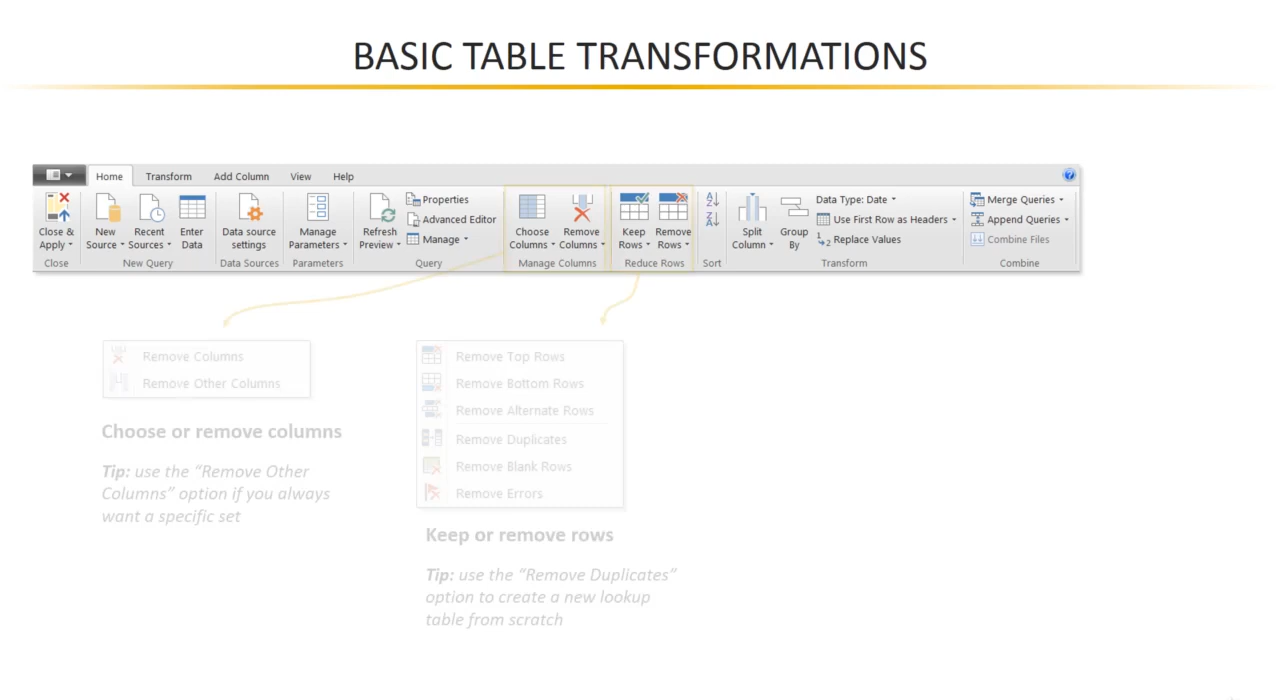 BASIC TABLE TRANSFORMATIONS
Home Transform Add Column View Help
Close & Apply
New Source
Recent Sources
Enter Data
Data source settings
Manage Parameters
Refresh Preview
Properties
Advanced Editor
Manage
Choose Columns
Remove Columns
Keep Rows
Remove Rows
A Z
Z A
Split Column
Group By
Data Type: Date
Use First Row as Headers
1 2 Replace Values
Merge Queries
Append Queries
Combine Files
Close New Query Data Sources Parameters Query Manage Columns Reduce Rows Sort Transform Combine
Remove Columns
Remove Other Columns
Choose or remove columns
Tip: use the “Remove Other
Columns” option if you always
want a specific set
Remove Top Rows
Remove Bottom Rows
Remove Alternate Rows
Remove Duplicates
Remove Blank Rows
Remove Errors
Keep or remove rows
Tip: use the “Remove Duplicates”
option to create a new lookup
table from scratch